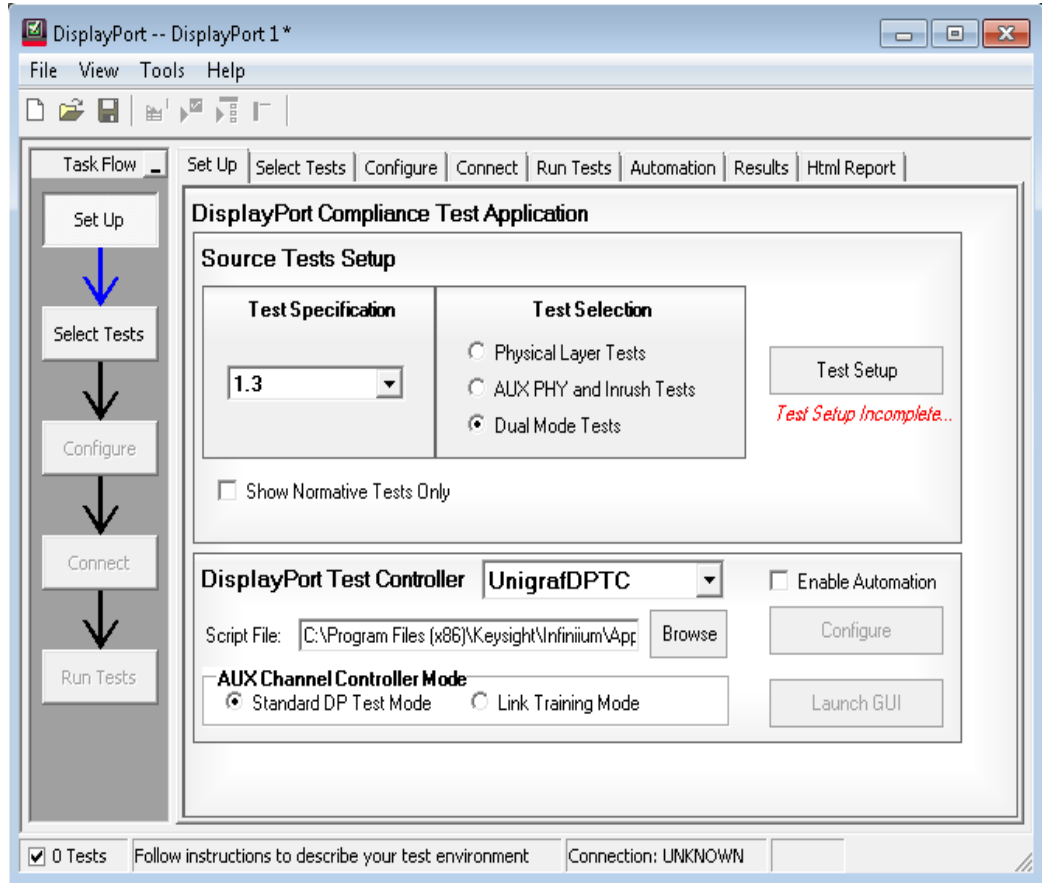 DisplayPort -- DisplayPort 1*
File View Tools Help
Task Flow
Set Up
Select Tests
Configure
Connect
Run Tests
Set Up Select Tests Configure Connect Run Tests Automation Results Html Report
DisplayPort Compliance Test Application
Source Tests Setup
Test Specification
1.3
Test Selection
Physical Layer Tests
AUX PHY and Inrush Tests
Dual Mode Tests
Test Setup
Test Setup Incomplete...
Show Normative Tests Only
DisplayPort Test Controller UnigrafDPTC
Enable Automation
Script File: C:\Program Files (x86)\Keysight\Infiniium\App Browse
Configure
AUX Channel Controller Mode
Standard DP Test Mode Link Training Mode
Launch GUI
0 Tests Follow instructions to describe your test environment Connection: UNKNOWN